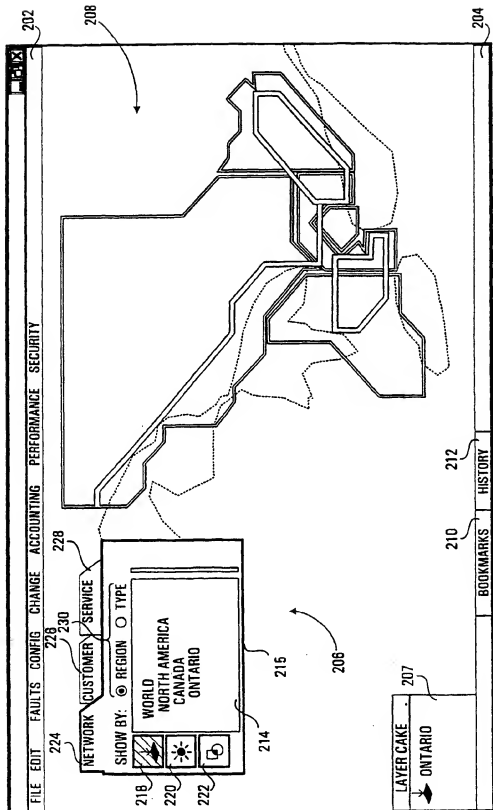 FILE EDIT FAULTS CONFIG CHANGE ACCOUNTING PERFORMANCE SECURITY
202
208
224
NETWORK CUSTOMER SERVICE
226
228
230
SHOW BY: REGION TYPE
218
220
222
WORLD
NORTH AMERICA
CANADA
ONTARIO
214
216
206
LAYER CAKE
ONTARIO
207
210
BOOKMARKS
212
HISTORY
204